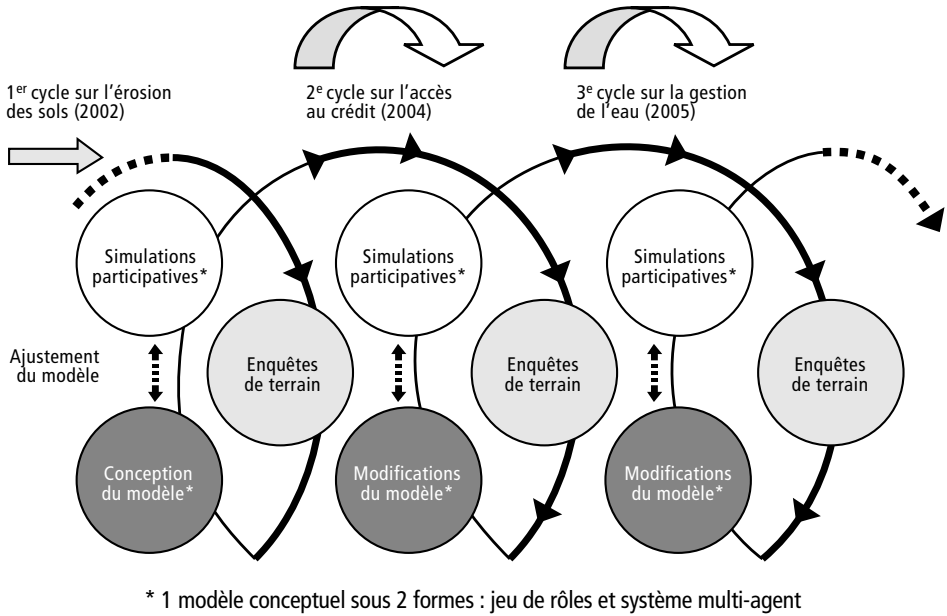 1er cycle sur l'érosion
des sols (2002)
2e cycle sur l'accès
au crédit (2004)
3e cycle sur la gestion
de l'eau (2005)
Simulations
participatives*
Simulations
participatives*
Simulations
participatives*
Ajustement
du modèle
Enquêtes
de terrain
Enquêtes
de terrain
Enquêtes
de terrain
Conception
du modèle*
Modifications
du modèle*
Modifications
du modèle*
* 1 modèle conceptuel sous 2 formes : jeu de rôles et système multi-agent